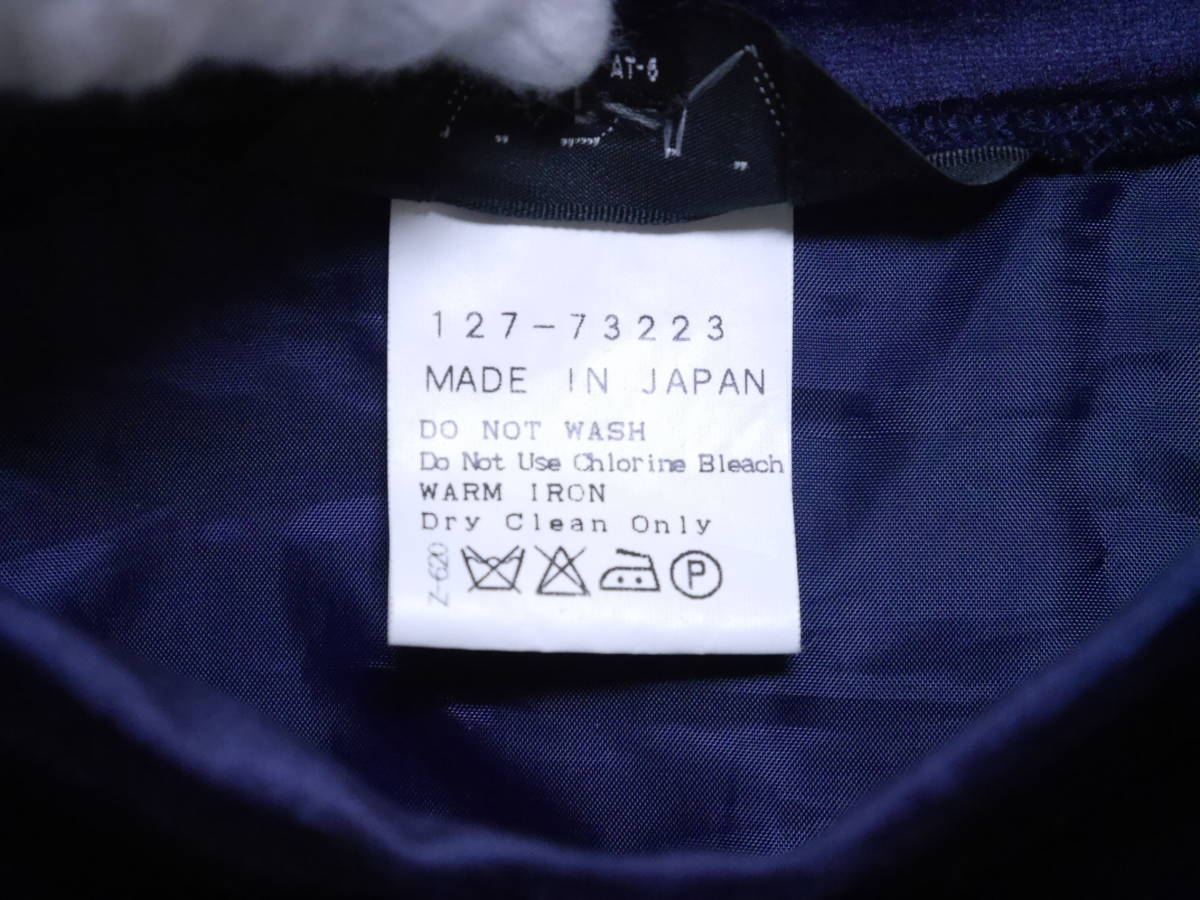 AT-6
127-73223
MADE IN JAPAN
DO NOT WASH
Do Not Use Chlorine Bleach
WARM IRON
Dry Clean Only
Z-620
P